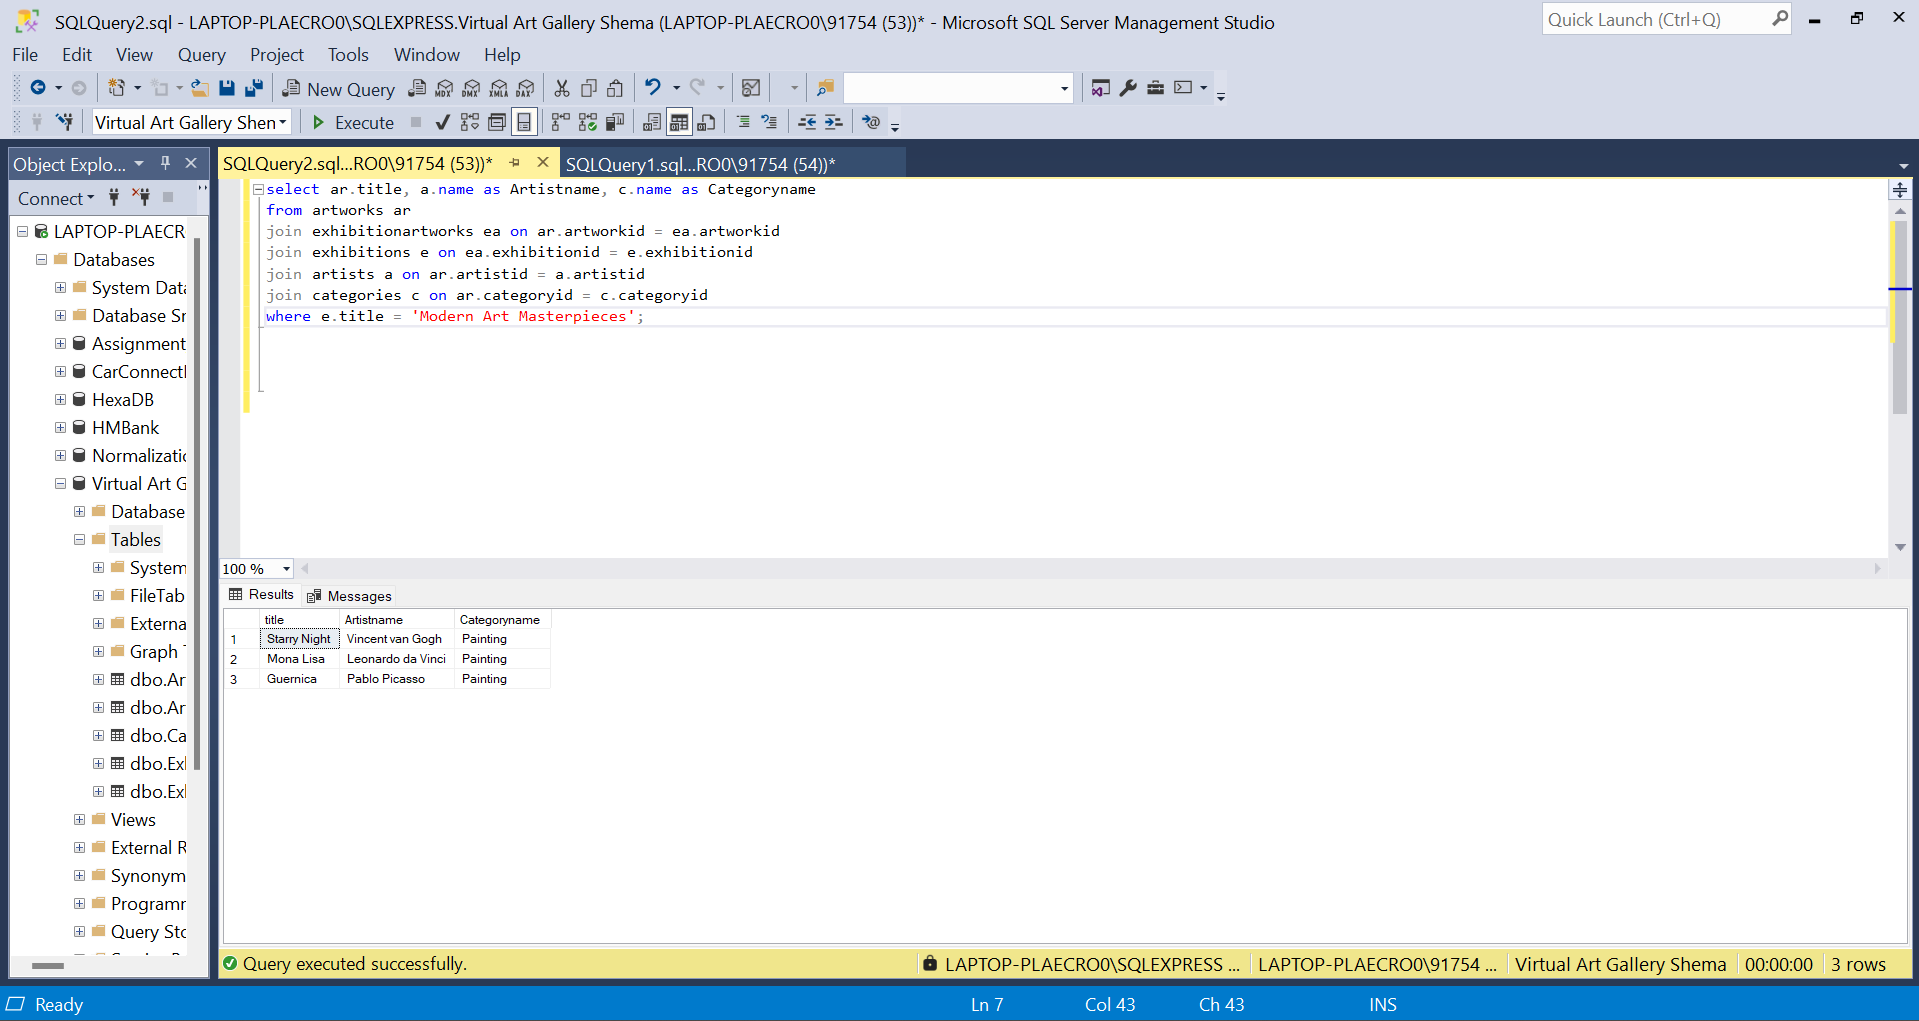 SQLQuery2.sql - LAPTOP-PLAECRO0\SQLEXPRESS.Virtual Art Gallery Shema (LAPTOP-PLAECRO0\91754 (53))* - Microsoft SQL Server Management Studio
Quick Launch (Ctrl+Q)
File Edit View Query Project Tools Window Help
New Query
MDX DMX XMLA DAX
Virtual Art Gallery Shen
Execute
Object Explo...
SQLQuery2.sql...RO0\91754 (53))*
SQLQuery1.sql...RO0\91754 (54))*
Connect
LAPTOP-PLAECR
Databases
System Data
Database Sn
Assignment
CarConnect
HexaDB
HMBank
Normalizatio
Virtual Art G
Database
Tables
System
FileTab
Externa
Graph
dbo.Ar
dbo.Ar
dbo.Ca
dbo.Exl
dbo.Exl
Views
External R
Synonym
Programr
Query Sto
select ar.title, a.name as Artistname, c.name as Categoryname
from artworks ar
join exhibitionartworks ea on ar.artworkid = ea.artworkid
join exhibitions e on ea.exhibitionid = e.exhibitionid
join artists a on ar.artistid = a.artistid
join categories c on ar.categoryid = c.categoryid
where e.title = 'Modern Art Masterpieces';
100 %
Results Messages
title Artistname Categoryname
1 Starry Night Vincent van Gogh Painting
2 Mona Lisa Leonardo da Vinci Painting
3 Guernica Pablo Picasso Painting
Query executed successfully.
LAPTOP-PLAECRO0\SQLEXPRESS ... LAPTOP-PLAECRO0\91754 ... Virtual Art Gallery Shema 00:00:00 3 rows
Ready
Ln 7 Col 43 Ch 43 INS